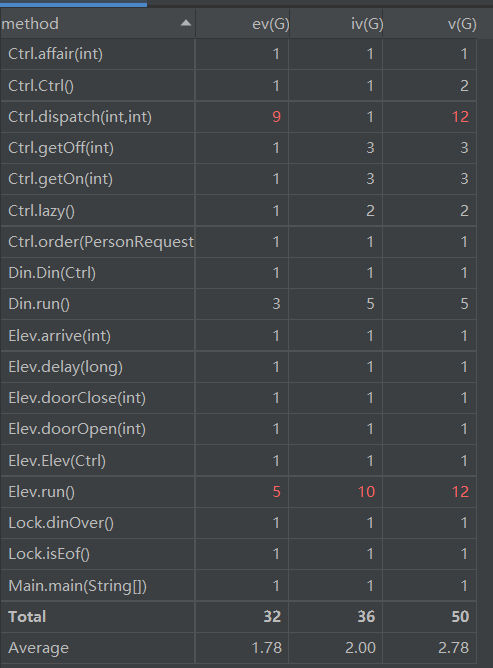 method ev(G) iv(G) v(G)
Ctrl.affair(int) 1 1 1
Ctrl.Ctrl() 1 1 2
Ctrl.dispatch(int,int) 9 1 12
Ctrl.getOff(int) 1 3 3
Ctrl.getOn(int) 1 3 3
Ctrl.lazy() 1 2 2
Ctrl.order(PersonRequest 1 1 1
Din.Din(Ctrl) 1 1 1
Din.run() 3 5 5
Elev.arrive(int) 1 1 1
Elev.delay(long) 1 1 1
Elev.doorClose(int) 1 1 1
Elev.doorOpen(int) 1 1 1
Elev.Elev(Ctrl) 1 1 1
Elev.run() 5 10 12
Lock.dinOver() 1 1 1
Lock.isEof() 1 1 1
Main.main(String[]) 1 1 1
Total 32 36 50
Average 1.78 2.00 2.78